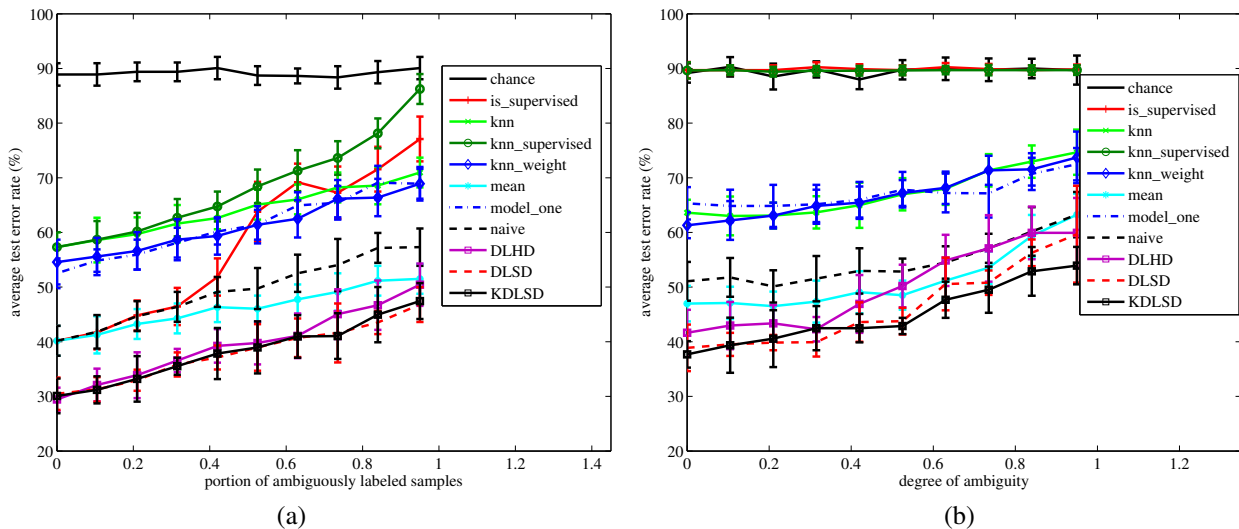 100
90
80
70
60
50
40
30
20
average test error rate (%)
0
0.2
0.4
0.6
0.8
1
1.2
1.4
portion of ambiguously labeled samples
chance
is_supervised
knn
knn_supervised
knn_weight
mean
model_one
naive
DLHD
DLSD
KDLSD
(a)
100
90
80
70
60
50
40
30
20
average test error rate (%)
0
0.2
0.4
0.6
0.8
1
1.2
degree of ambiguity
chance
is_supervised
knn
knn_supervised
knn_weight
mean
model_one
naive
DLHD
DLSD
KDLSD
(b)